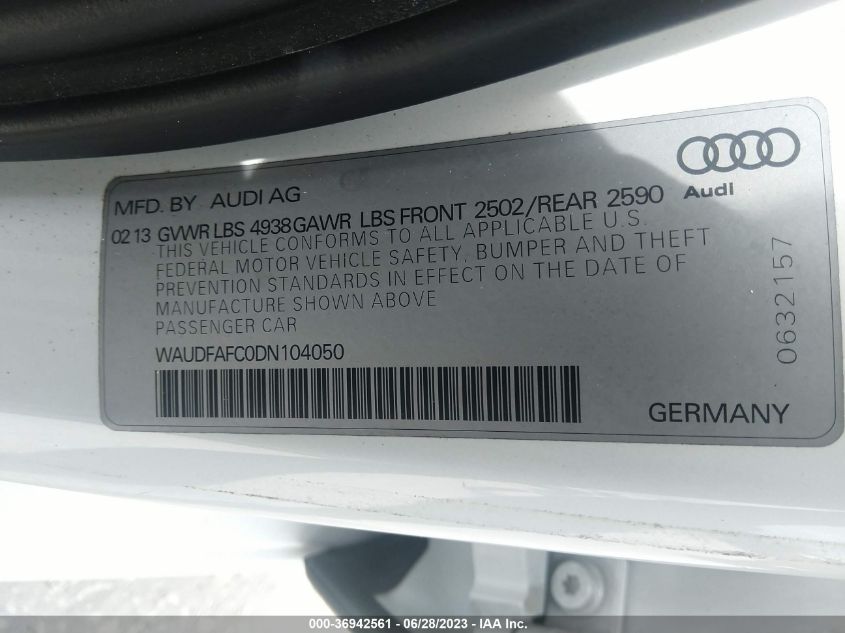 MFD. BY AUDI AG
02 13 GVWR LBS 4938 GAWR LBS FRONT 2502/REAR 2590
THIS VEHICLE CONFORMS TO ALL APPLICABLE U.S.
FEDERAL MOTOR VEHICLE SAFETY, BUMPER AND THEFT
PREVENTION STANDARDS IN EFFECT ON THE DATE OF
MANUFACTURE SHOWN ABOVE
PASSENGER CAR
WAUDFAFC0DN104050
Audi
0632157
GERMANY
000-36942561 - 06/28/2023 - IAA Inc.